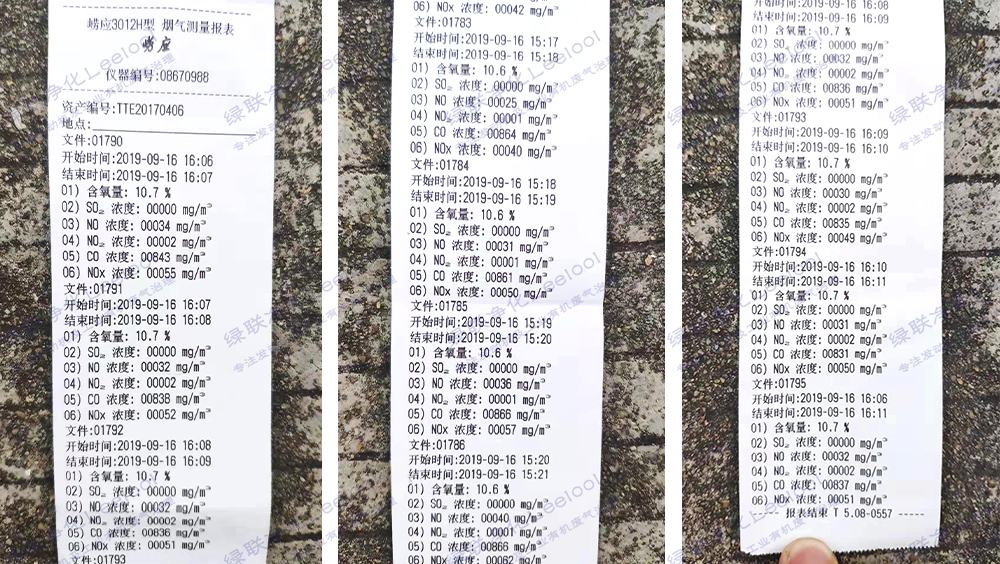 崂应3012H型 烟气测量报表
崂应
仪器编号:08670988
资产编号:TTE20170406
地点:
文件:01790
开始时间:2019-09-16 16:06
结束时间:2019-09-16 16:07
01) 含氧量: 10.7 %
02) SO₂ 浓度: 00000 mg/m³
03) NO 浓度: 00034 mg/m³
04) NO₂ 浓度: 00002 mg/m³
05) CO 浓度: 00843 mg/m³
06) NOx 浓度: 00055 mg/m³
文件:01791
开始时间:2019-09-16 16:07
结束时间:2019-09-16 16:08
01) 含氧量: 10.7 %
02) SO₂ 浓度: 00000 mg/m³
03) NO 浓度: 00032 mg/m³
04) NO₂ 浓度: 00002 mg/m³
05) CO 浓度: 00838 mg/m³
06) NOx 浓度: 00052 mg/m³
文件:01792
开始时间:2019-09-16 16:08
结束时间:2019-09-16 16:09
01) 含氧量: 10.7 %
02) SO₂ 浓度: 00000 mg/m³
03) NO 浓度: 00032 mg/m³
04) NO₂ 浓度: 00002 mg/m³
05) CO 浓度: 00836 mg/m³
06) NOx 浓度: 00051 mg/m³
文件:01793
06) NOx 浓度: 00042 mg/m³
文件:01783
开始时间:2019-09-16 15:17
结束时间:2019-09-16 15:18
01) 含氧量: 10.6 %
02) SO₂ 浓度: 00000 mg/m³
03) NO 浓度: 00025 mg/m³
04) NO₂ 浓度: 00001 mg/m³
05) CO 浓度: 00864 mg/m³
06) NOx 浓度: 00040 mg/m³
文件:01784
开始时间:2019-09-16 15:18
结束时间:2019-09-16 15:19
01) 含氧量: 10.6 %
02) SO₂ 浓度: 00000 mg/m³
03) NO 浓度: 00031 mg/m³
04) NO₂ 浓度: 00001 mg/m³
05) CO 浓度: 00861 mg/m³
06) NOx 浓度: 00050 mg/m³
文件:01785
开始时间:2019-09-16 15:19
结束时间:2019-09-16 15:20
01) 含氧量: 10.6 %
02) SO₂ 浓度: 00000 mg/m³
03) NO 浓度: 00036 mg/m³
04) NO₂ 浓度: 00001 mg/m³
05) CO 浓度: 00866 mg/m³
06) NOx 浓度: 00057 mg/m³
文件:01786
开始时间:2019-09-16 15:20
结束时间:2019-09-16 15:21
01) 含氧量: 10.6 %
02) SO₂ 浓度: 00000 mg/m³
03) NO 浓度: 00040 mg/m³
04) NO₂ 浓度: 00001 mg/m³
05) CO 浓度: 00866 mg/m³
06) NOx 浓度: 00062 mg/m³
开始时间:2019-09-16 16:08
结束时间:2019-09-16 16:09
01) 含氧量: 10.7 %
02) SO₂ 浓度: 00000 mg/m³
03) NO 浓度: 00032 mg/m³
04) NO₂ 浓度: 00002 mg/m³
05) CO 浓度: 00836 mg/m³
06) NOx 浓度: 00051 mg/m³
文件:01793
开始时间:2019-09-16 16:09
结束时间:2019-09-16 16:10
01) 含氧量: 10.7 %
02) SO₂ 浓度: 00000 mg/m³
03) NO 浓度: 00030 mg/m³
04) NO₂ 浓度: 00002 mg/m³
05) CO 浓度: 00835 mg/m³
06) NOx 浓度: 00049 mg/m³
文件:01794
开始时间:2019-09-16 16:10
结束时间:2019-09-16 16:11
01) 含氧量: 10.7 %
02) SO₂ 浓度: 00000 mg/m³
03) NO 浓度: 00031 mg/m³
04) NO₂ 浓度: 00002 mg/m³
05) CO 浓度: 00831 mg/m³
06) NOx 浓度: 00050 mg/m³
文件:01795
开始时间:2019-09-16 16:06
结束时间:2019-09-16 16:11
01) 含氧量: 10.7 %
02) SO₂ 浓度: 00000 mg/m³
03) NO 浓度: 00032 mg/m³
04) NO₂ 浓度: 00002 mg/m³
05) CO 浓度: 00837 mg/m³
06) NOx 浓度: 00051 mg/m³
----- 报表结束 T 5.08-0557 -----